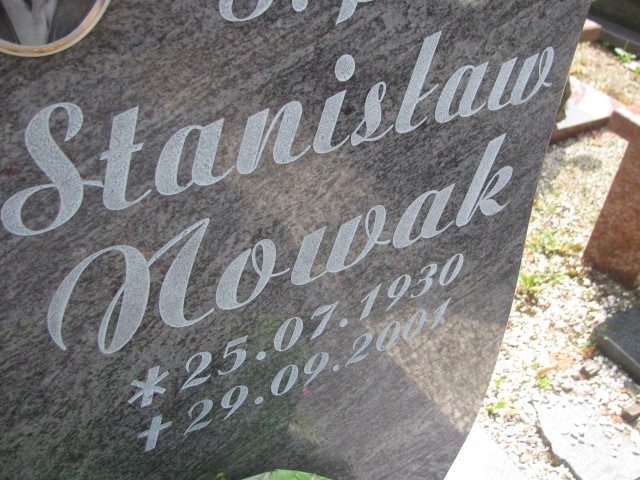 Stanisław
Nowak
* 25.07.1930
+ 29.09.2001